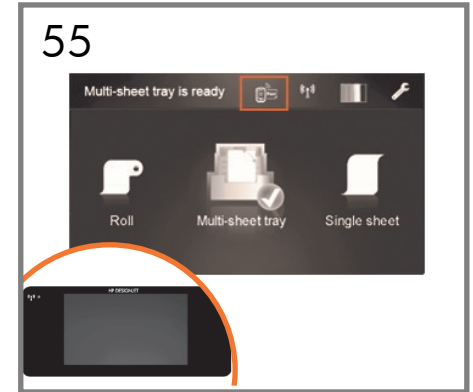 55
Multi-sheet tray is ready
Roll Multi-sheet tray Single sheet
HP DESIGNJET